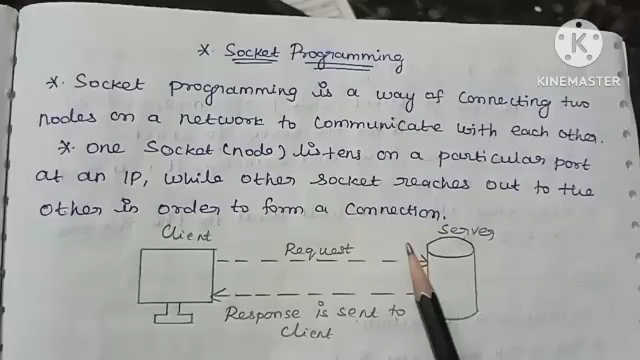 *. Socket Programming
*. Socket programming is a way of connecting two
nodes on a network to communicate with each other.
*. one Socket (node) listens on a particular port
at an IP, while other socket reaches out to the
other in order to form a connection.
Client
Server
Request
Response is sent to
client
K
KINEMASTER